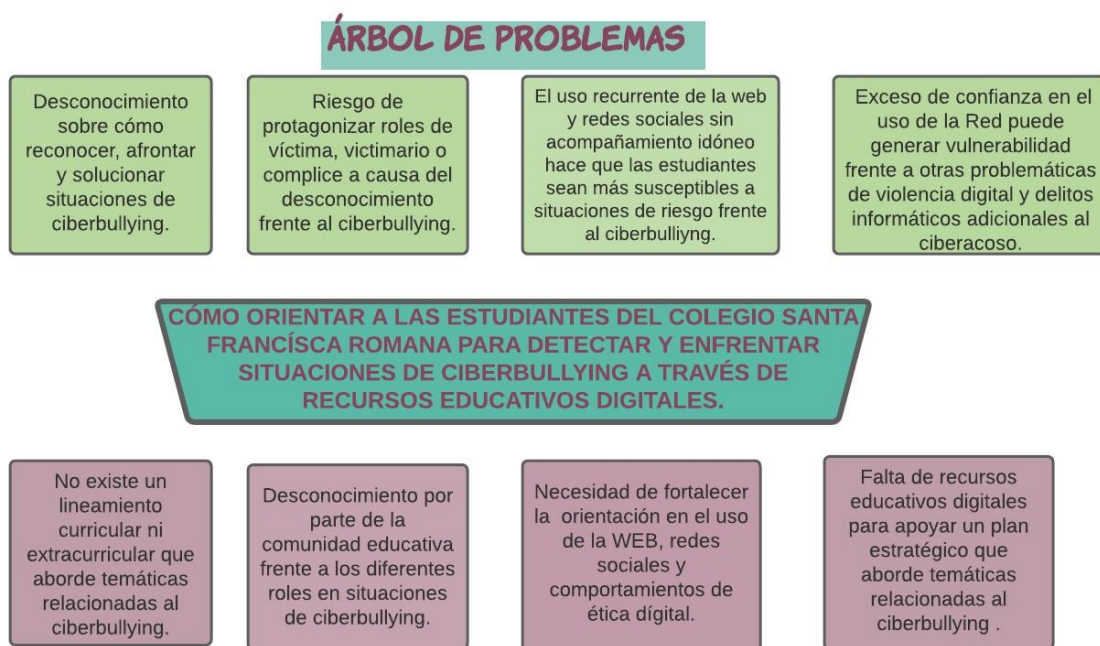 ÁRBOL DE PROBLEMAS
Desconocimiento
sobre cómo
reconocer, afrontar
y solucionar
situaciones de
ciberbullying.
Riesgo de
protagonizar roles de
víctima, victimario o
complice a causa del
desconocimiento
frente al ciberbullying.
El uso recurrente de la web
y redes sociales sin
acompañamiento idóneo
hace que las estudiantes
sean más susceptibles a
situaciones de riesgo frente
al ciberbulliyng.
Exceso de confianza en el
uso de la Red puede
generar vulnerabilidad
frente a otras problemáticas
de violencia digital y delitos
informáticos adicionales al
ciberacoso.
CÓMO ORIENTAR A LAS ESTUDIANTES DEL COLEGIO SANTA
FRANCÍSCA ROMANA PARA DETECTAR Y ENFRENTAR
SITUACIONES DE CIBERBULLYING A TRAVÉS DE
RECURSOS EDUCATIVOS DIGITALES.
No existe un
lineamiento
curricular ni
extracurricular que
aborde temáticas
relacionadas al
ciberbullying.
Desconocimiento por
parte de la
comunidad educativa
frente a los diferentes
roles en situaciones
de ciberbullying.
Necesidad de fortalecer
la orientación en el uso
de la WEB, redes
sociales y
comportamientos de
ética dígital.
Falta de recursos
educativos digitales
para apoyar un plan
estratégico que
aborde temáticas
relacionadas al
ciberbullying .